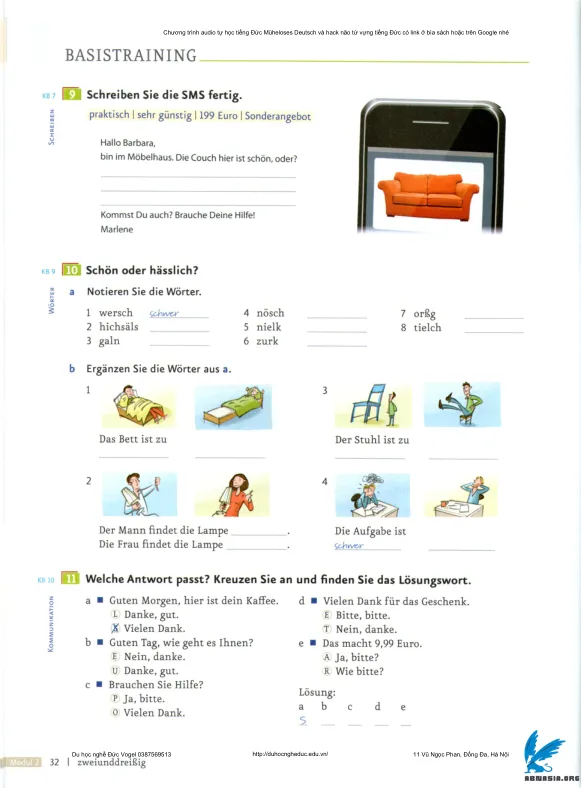 Chương trình audio tự học tiếng Đức Müheloses Deutsch và hack não từ vựng tiếng Đức có link ở bìa sách hoặc trên Google nhé
BASISTRAINING
KB 7 9 Schreiben Sie die SMS fertig.
SCHREIBEN
praktisch | sehr günstig | 199 Euro | Sonderangebot
Hallo Barbara,
bin im Möbelhaus. Die Couch hier ist schön, oder?
Kommst Du auch? Brauche Deine Hilfe!
Marlene
KB 9 10 Schön oder hässlich?
WÖRTER
a Notieren Sie die Wörter.
1 wersch schwer 4 nösch 7 orßg
2 hichsäls 5 nielk 8 tielch
3 galn 6 zurk
b Ergänzen Sie die Wörter aus a.
1 3
Das Bett ist zu Der Stuhl ist zu
2 4
Der Mann findet die Lampe . Die Aufgabe ist
Die Frau findet die Lampe . schwer
KB 10 11 Welche Antwort passt? Kreuzen Sie an und finden Sie das Lösungswort.
KOMMUNIKATION
a Guten Morgen, hier ist dein Kaffee.
L Danke, gut.
X Vielen Dank.
b Guten Tag, wie geht es Ihnen?
E Nein, danke.
U Danke, gut.
c Brauchen Sie Hilfe?
P Ja, bitte.
O Vielen Dank.
d Vielen Dank für das Geschenk.
E Bitte, bitte.
T Nein, danke.
e Das macht 9,99 Euro.
A Ja, bitte?
R Wie bitte?
Lösung:
a b c d e
S
Du học nghề Đức Vogel 0387569513 http://duhocngheduc.edu.vn/ 11 Vũ Ngọc Phan, Đống Đa, Hà Nội
Modul 2 32 | zweiunddreißig
ABWASIA.ORG